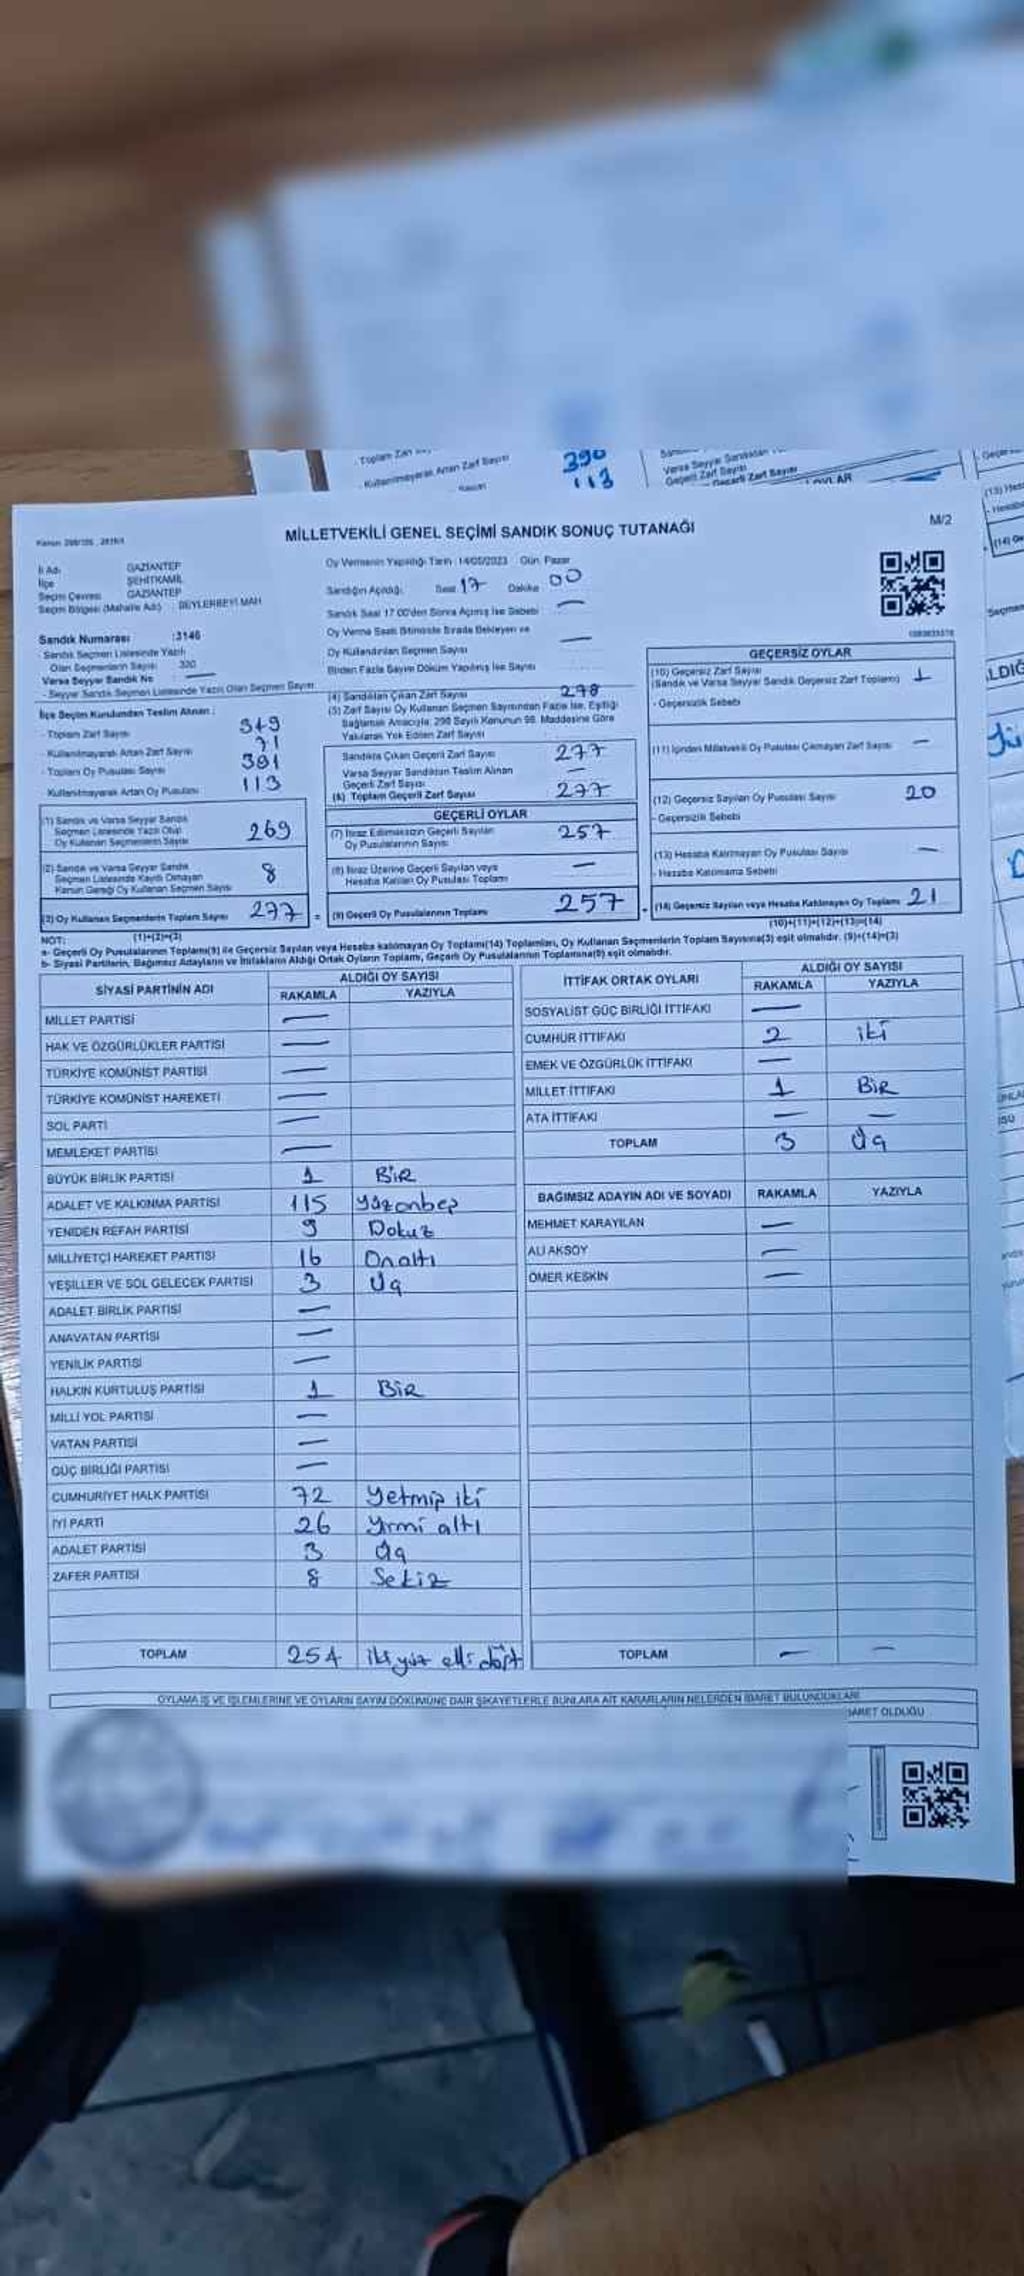 Toplam Zarf Sayısı 390
Kullanılmayarak Artan Zarf Sayısı 113
Varsa Seyyar Sandıktan
Geçerli Zarf Sayısı
MİLLETVEKİLİ GENEL SEÇİMİ SANDIK SONUÇ TUTANAĞI
M/2
İl Adı GAZİANTEP
İlçe ŞEHİTKAMİL
Seçim Çevresi GAZİANTEP
Seçim Bölgesi (Mahalle Adı) : BEYLERBEYİ MAH
Sandık Numarası :3146
Sandık Seçmen Listesinde Yazılı
Olan Seçmenlerin Sayısı
Varsa Seyyar Sandık No
- Seyyar Sandık Seçmen Listesinde Yazılı Olan Seçmen Sayısı
Oy Vermenin Yapıldığı Tarih :14/05/2023 Gün: Pazar
Sandığın Açıldığı: Saat 17 Dakika 00
Sandık Saat 17.00'den Sonra Açılmış İse Sebebi —
Oy Verme Saati Bitiminde Sırada Bekleyen ve
Oy Kullandırılan Seçmen Sayısı —
Birden Fazla Sayım Döküm Yapılmış İse Sayısı
İlçe Seçim Kurulundan Teslim Alınan :
- Toplam Zarf Sayısı 349
- Kullanılmayarak Artan Zarf Sayısı 71
- Toplam Oy Pusulası Sayısı 391
Kullanılmayarak Artan Oy Pusulası 113
(1) Sandık ve Varsa Seyyar Sandık
Seçmen Listesinde Yazılı Olup
Oy Kullanan Seçmenlerin Sayısı 269
(2) Sandık ve Varsa Seyyar Sandık
Seçmen Listesinde Kayıtlı Olmayan
Kanun Gereği Oy Kullanan Seçmen Sayısı 8
(3) Oy Kullanan Seçmenlerin Toplam Sayısı 277
(1)+(2)=(3)
(4) Sandıktan Çıkan Zarf Sayısı 278
(5) Zarf Sayısı Oy Kullanan Seçmen Sayısından Fazla İse, Eşitliği
Sağlamak Amacıyla, 298 Sayılı Kanunun 98. Maddesine Göre
Yakılarak Yok Edilen Zarf Sayısı
Sandıkta Çıkan Geçerli Zarf Sayısı 277
Varsa Seyyar Sandıktan Teslim Alınan
Geçerli Zarf Sayısı —
(6) Toplam Geçerli Zarf Sayısı 277
GEÇERLİ OYLAR
(7) İtiraz Edilmeksizin Geçerli Sayılan
Oy Pusulalarının Sayısı 257
(8) İtiraz Üzerine Geçerli Sayılan veya
Hesaba Katılan Oy Pusulası Toplamı —
(9) Geçerli Oy Pusulalarının Toplamı 257
GEÇERSİZ OYLAR
(10) Geçersiz Zarf Sayısı
(Sandık ve Varsa Seyyar Sandık Geçersiz Zarf Toplamı) 1
- Geçersizlik Sebebi
(11) İçinden Milletvekili Oy Pusulası Çıkmayan Zarf Sayısı —
(12) Geçersiz Sayılan Oy Pusulası Sayısı 20
- Geçersizlik Sebebi
(13) Hesaba Katılmayan Oy Pusulası Sayısı —
- Hesaba Katılmama Sebebi
(14) Geçersiz Sayılan veya Hesaba Katılmayan Oy Toplamı 21
(10)+(11)+(12)+(13)=(14)
NOT:
a- Geçerli Oy Pusulalarının Toplamı(9) ile Geçersiz Sayılan veya Hesaba katılmayan Oy Toplamı(14) Toplamları, Oy Kullanan Seçmenlerin Toplam Sayısına(3) eşit olmalıdır. (9)+(14)=(3)
b- Siyasi Partilerin, Bağımsız Adayların ve İttifakların Aldığı Ortak Oyların Toplamı, Geçerli Oy Pusulalarının Toplamına(9) eşit olmalıdır.
SİYASİ PARTİNİN ADI ALDIĞI OY SAYISI
RAKAMLA YAZIYLA
MİLLET PARTİSİ —
HAK VE ÖZGÜRLÜKLER PARTİSİ —
TÜRKİYE KOMÜNİST PARTİSİ —
TÜRKİYE KOMÜNİST HAREKETİ —
SOL PARTİ —
MEMLEKET PARTİSİ —
BÜYÜK BİRLİK PARTİSİ 1 BİR
ADALET VE KALKINMA PARTİSİ 115 Yüzonbeş
YENİDEN REFAH PARTİSİ 9 Dokuz
MİLLİYETÇİ HAREKET PARTİSİ 16 Onaltı
YEŞİLLER VE SOL GELECEK PARTİSİ 3 Üç
ADALET BİRLİK PARTİSİ —
ANAVATAN PARTİSİ —
YENİLİK PARTİSİ —
HALKIN KURTULUŞ PARTİSİ 1 BİR
MİLLİ YOL PARTİSİ —
VATAN PARTİSİ —
GÜÇ BİRLİĞİ PARTİSİ —
CUMHURİYET HALK PARTİSİ 72 Yetmiş iki
İYİ PARTİ 26 Yirmi altı
ADALET PARTİSİ 3 Üç
ZAFER PARTİSİ 8 Sekiz
TOPLAM 254 ikiyüz elli dört
İTTİFAK ORTAK OYLARI ALDIĞI OY SAYISI
RAKAMLA YAZIYLA
SOSYALİST GÜÇ BİRLİĞİ İTTİFAKI —
CUMHUR İTTİFAKI 2 iki
EMEK VE ÖZGÜRLÜK İTTİFAKI —
MİLLET İTTİFAKI 1 BİR
ATA İTTİFAKI — —
TOPLAM 3 Üç
BAĞIMSIZ ADAYIN ADI VE SOYADI RAKAMLA YAZIYLA
MEHMET KARAYILAN —
ALİ AKSOY —
ÖMER KESKİN —
TOPLAM — —
OYLAMA İŞ VE İŞLEMLERİNE VE OYLARIN SAYIM DÖKÜMÜNE DAİR ŞİKAYETLERLE BUNLARA AİT KARARLARIN NELERDEN İBARET BULUNDUKLARI
İBARET OLDUĞU